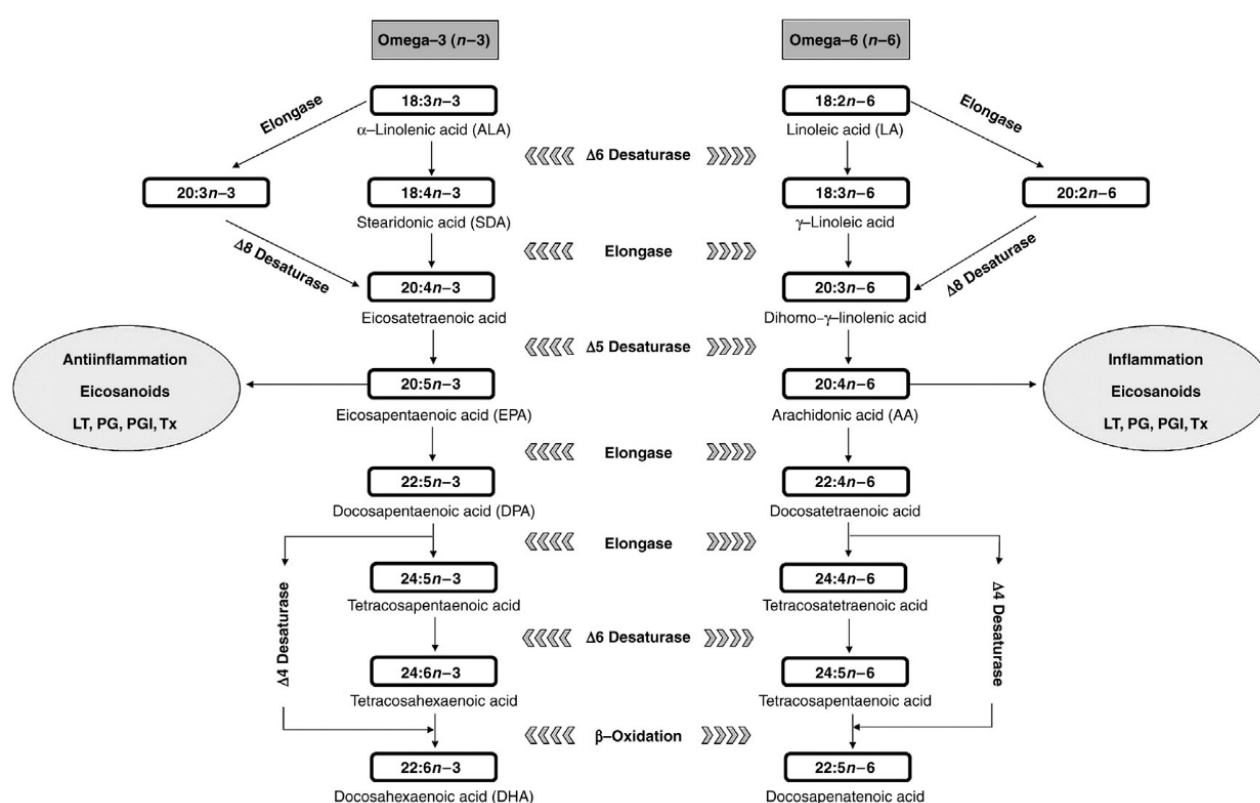 Omega–3 (n–3)
Omega–6 (n–6)
18:3n–3
α–Linolenic acid (ALA)
18:2n–6
Linoleic acid (LA)
Elongase
Elongase
Δ6 Desaturase
20:3n–3
18:4n–3
Stearidonic acid (SDA)
18:3n–6
γ–Linoleic acid
20:2n–6
Δ8 Desaturase
Elongase
Δ8 Desaturase
20:4n–3
Eicosatetraenoic acid
20:3n–6
Dihomo–γ–linolenic acid
Δ5 Desaturase
Antiinflammation
Eicosanoids
LT, PG, PGI, Tx
20:5n–3
Eicosapentaenoic acid (EPA)
20:4n–6
Arachidonic acid (AA)
Inflammation
Eicosanoids
LT, PG, PGI, Tx
Elongase
22:5n–3
Docosapentaenoic acid (DPA)
22:4n–6
Docosatetraenoic acid
Elongase
24:5n–3
Tetracosapentaenoic acid
24:4n–6
Tetracosatetraenoic acid
Δ4 Desaturase
Δ6 Desaturase
Δ4 Desaturase
24:6n–3
Tetracosahexaenoic acid
24:5n–6
Tetracosapentaenoic acid
β–Oxidation
22:6n–3
Docosahexaenoic acid (DHA)
22:5n–6
Docosapenatenoic acid